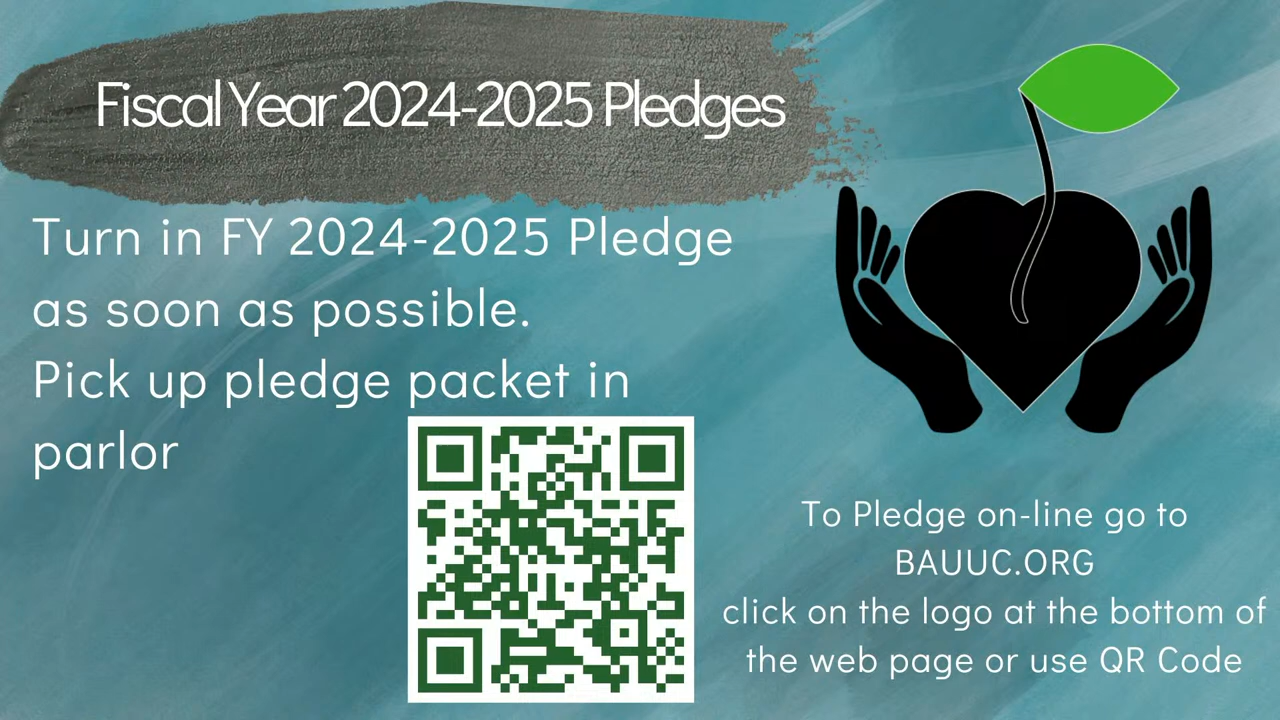 Fiscal Year 2024-2025 Pledges
Turn in FY 2024-2025 Pledge
as soon as possible.
Pick up pledge packet in
parlor
To Pledge on-line go to
BAUUC.ORG
click on the logo at the bottom of
the web page or use QR Code